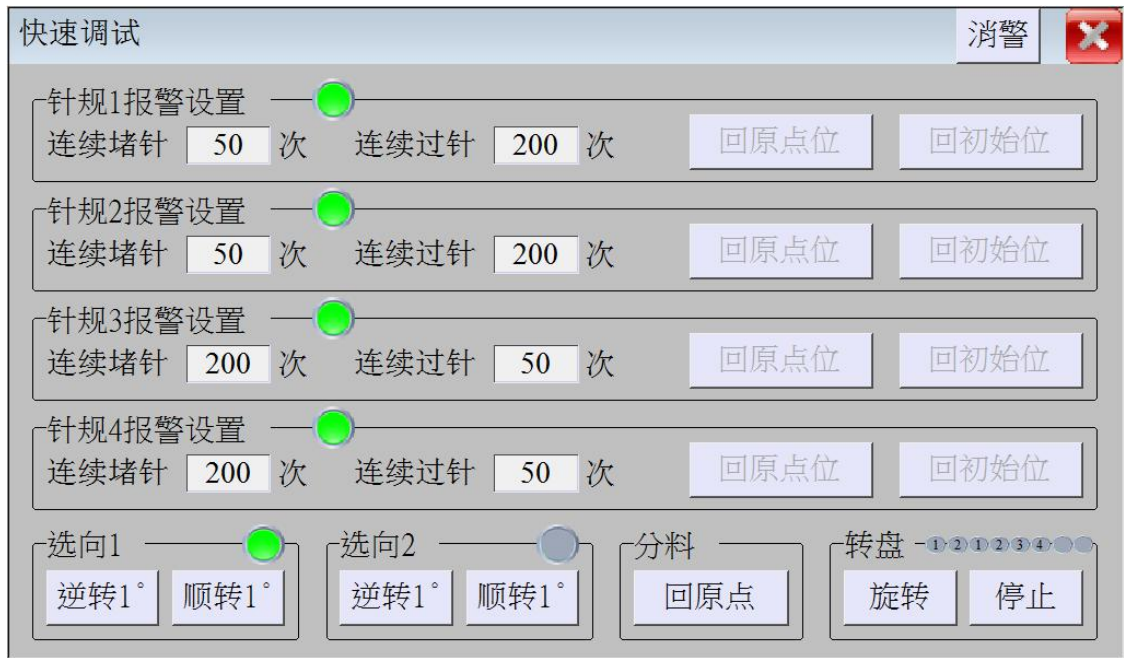 快速调试 消警
针规1报警设置
连续堵针 50 次 连续过针 200 次 回原点位 回初始位
针规2报警设置
连续堵针 50 次 连续过针 200 次 回原点位 回初始位
针规3报警设置
连续堵针 200 次 连续过针 50 次 回原点位 回初始位
针规4报警设置
连续堵针 200 次 连续过针 50 次 回原点位 回初始位
选向1 选向2 分料 转盘 1 2 1 2 3 4
逆转1° 顺转1° 逆转1° 顺转1° 回原点 旋转 停止